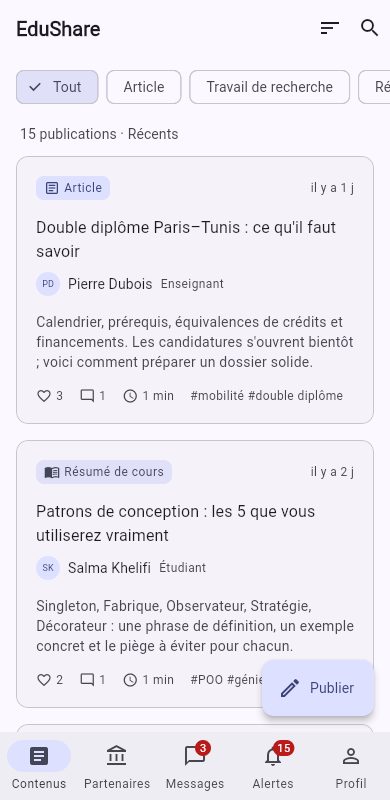 EduShare
Tout
Article
Travail de recherche
Ré
15 publications · Récents
Article
il y a 1 j
Double diplôme Paris–Tunis : ce qu'il faut
savoir
PD
Pierre Dubois
Enseignant
Calendrier, prérequis, équivalences de crédits et
financements. Les candidatures s'ouvrent bientôt
; voici comment préparer un dossier solide.
3
1
1 min
#mobilité #double diplôme
Résumé de cours
il y a 2 j
Patrons de conception : les 5 que vous
utiliserez vraiment
SK
Salma Khelifi
Étudiant
Singleton, Fabrique, Observateur, Stratégie,
Décorateur : une phrase de définition, un exemple
concret et le piège à éviter pour chacun.
2
1
1 min
#POO #génie
Publier
3
15
Contenus
Partenaires
Messages
Alertes
Profil